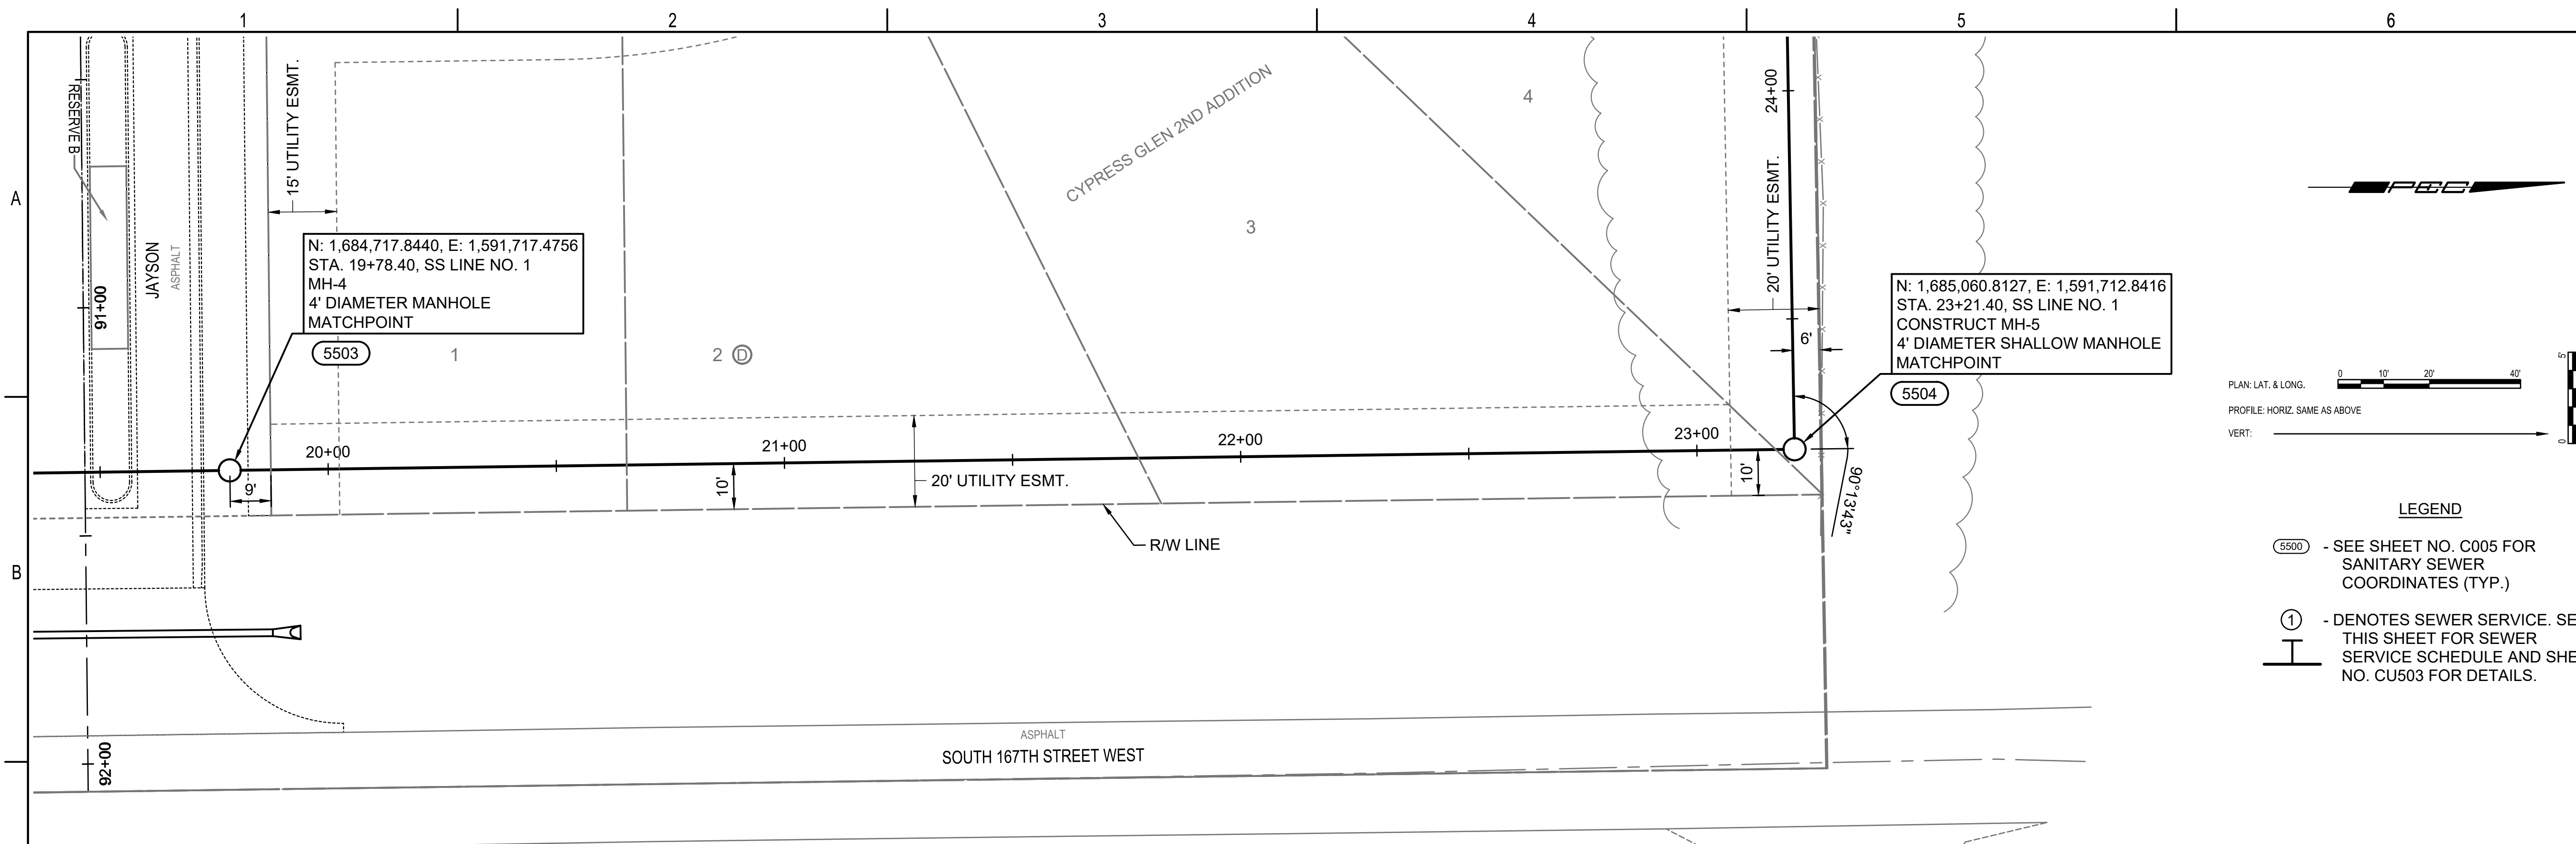 1
2
3
4
5
6
A
B
RESERVE B
15' UTILITY ESMT.
CYPRESS GLEN 2ND ADDITION
4
24+00
20' UTILITY ESMT.
JAYSON
ASPHALT
91+00
N: 1,684,717.8440, E: 1,591,717.4756
STA. 19+78.40, SS LINE NO. 1
MH-4
4' DIAMETER MANHOLE
MATCHPOINT
5503
1
2 D
3
6'
N: 1,685,060.8127, E: 1,591,712.8416
STA. 23+21.40, SS LINE NO. 1
CONSTRUCT MH-5
4' DIAMETER SHALLOW MANHOLE
MATCHPOINT
5504
PLAN: LAT. & LONG.
0 10' 20' 40'
PROFILE: HORIZ. SAME AS ABOVE
VERT:
5'
0
20+00
21+00
22+00
23+00
9'
10'
20' UTILITY ESMT.
10'
90°13'43"
R/W LINE
LEGEND
5500 - SEE SHEET NO. C005 FOR
SANITARY SEWER
COORDINATES (TYP.)
1 - DENOTES SEWER SERVICE. SE
THIS SHEET FOR SEWER
SERVICE SCHEDULE AND SHE
NO. CU503 FOR DETAILS.
ASPHALT
SOUTH 167TH STREET WEST
92+00